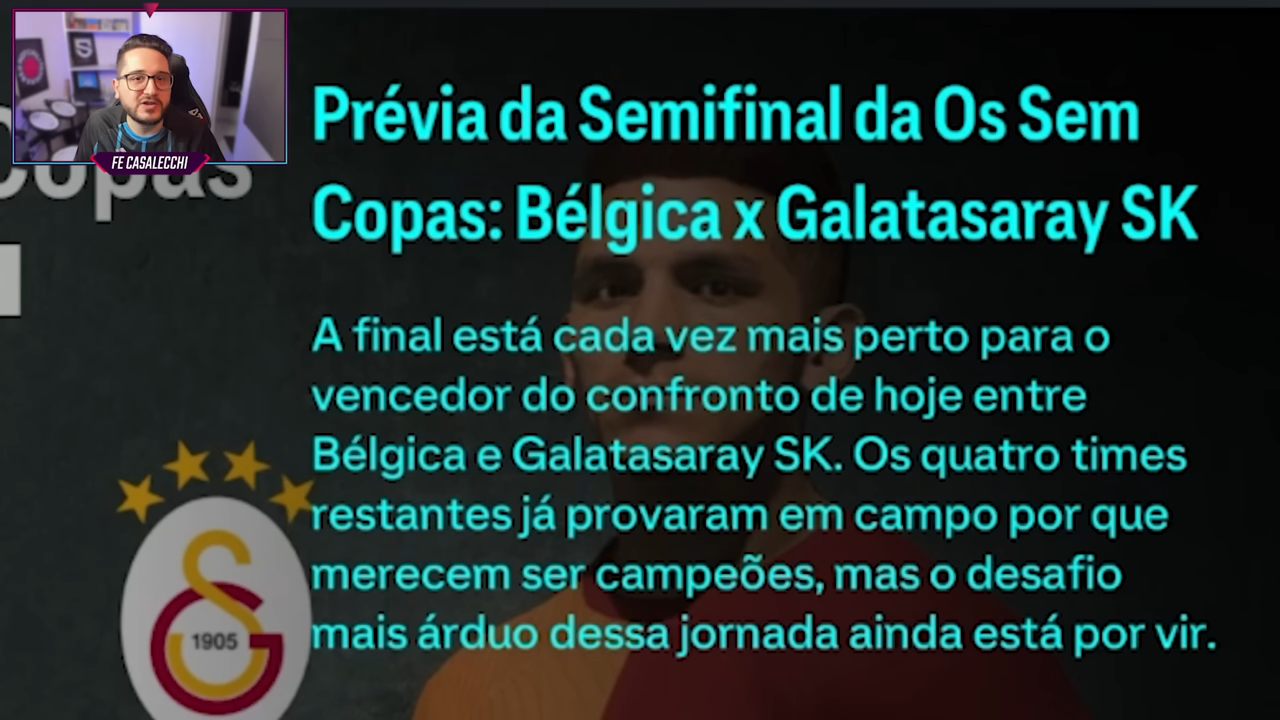 FE CASALECCHI
Copas
Prévia da Semifinal da Os Sem
Copas: Bélgica x Galatasaray SK
A final está cada vez mais perto para o
vencedor do confronto de hoje entre
Bélgica e Galatasaray SK. Os quatro times
restantes já provaram em campo por que
merecem ser campeões, mas o desafio
mais árduo dessa jornada ainda está por vir.
1905